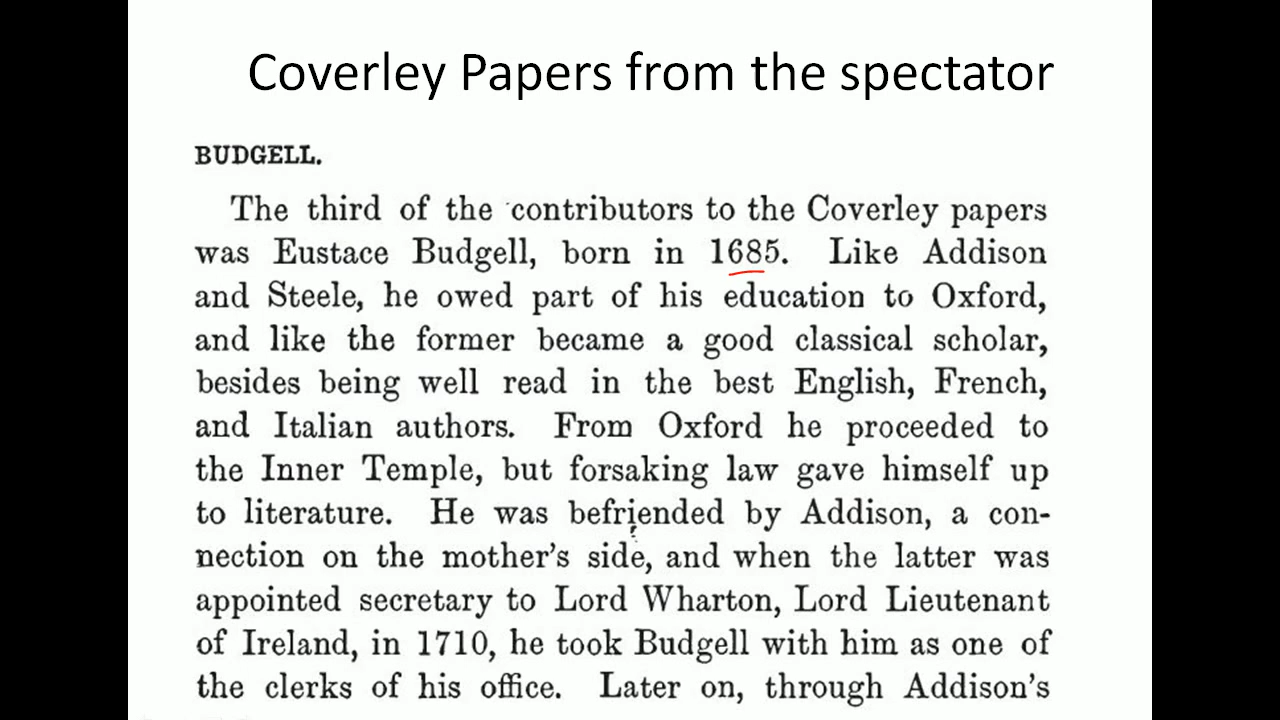 Coverley Papers from the spectator
BUDGELL.
The third of the contributors to the Coverley papers
was Eustace Budgell, born in 1685. Like Addison
and Steele, he owed part of his education to Oxford,
and like the former became a good classical scholar,
besides being well read in the best English, French,
and Italian authors. From Oxford he proceeded to
the Inner Temple, but forsaking law gave himself up
to literature. He was befriended by Addison, a con-
nection on the mother's side, and when the latter was
appointed secretary to Lord Wharton, Lord Lieutenant
of Ireland, in 1710, he took Budgell with him as one of
the clerks of his office. Later on, through Addison's